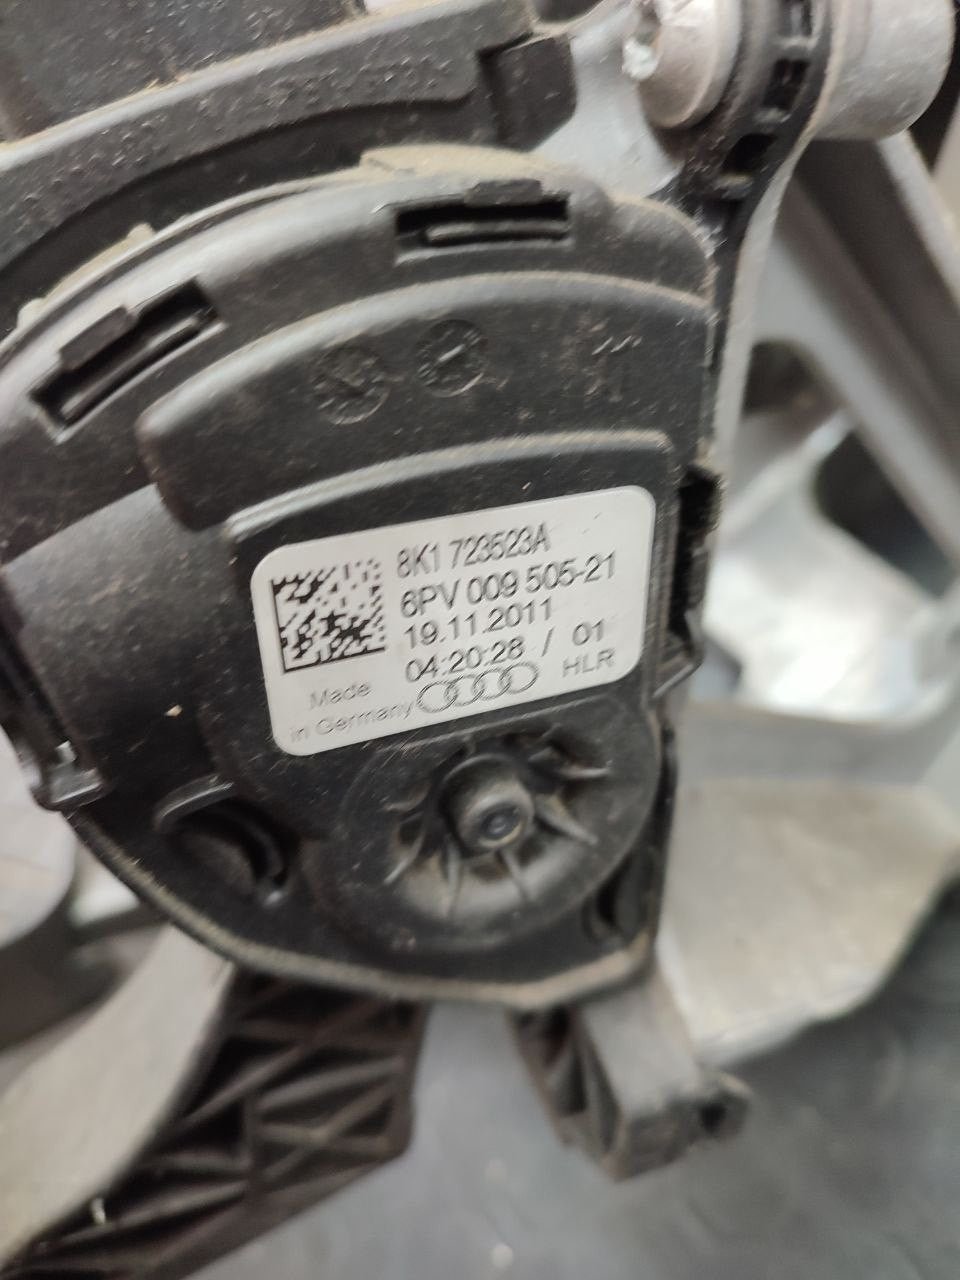 8K1 723523A
6PV 009 505-21
19.11.2011
04:20:28 / 01
Made HLR
in Germany